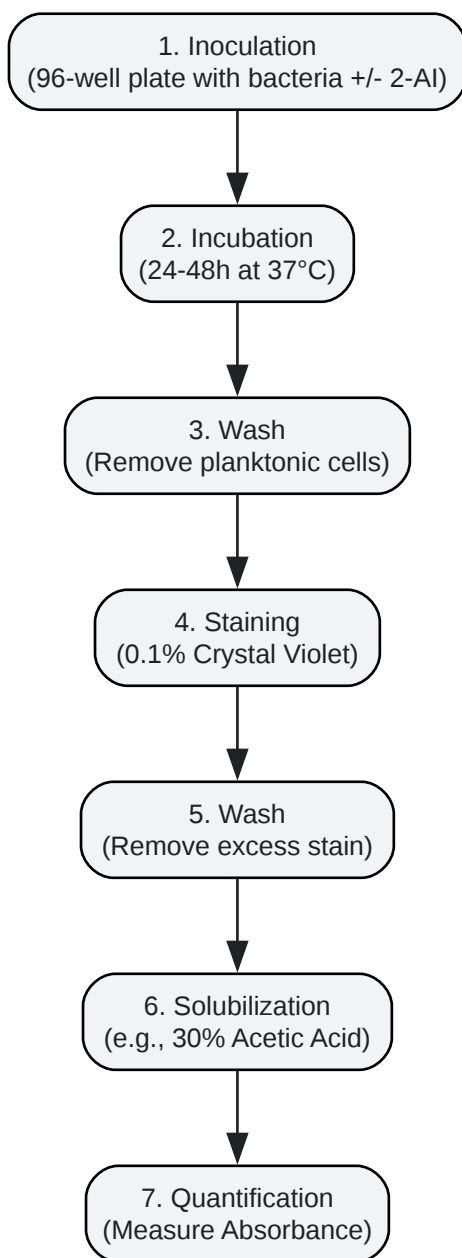 1. Inoculation
(96-well plate with bacteria +/- 2-AI)
2. Incubation
(24-48h at 37°C)
3. Wash
(Remove planktonic cells)
4. Staining
(0.1% Crystal Violet)
5. Wash
(Remove excess stain)
6. Solubilization
(e.g., 30% Acetic Acid)
7. Quantification
(Measure Absorbance)